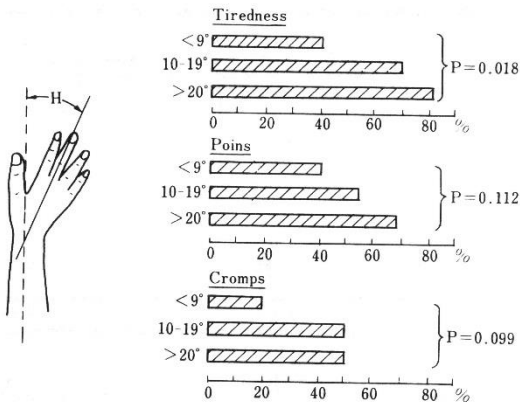 H
Tiredness
<9°
10-19°
>20°
P=0.018
0 20 40 60 80 %
Poins
<9°
10-19°
>20°
P=0.112
0 20 40 60 80 %
Cromps
<9°
10-19°
>20°
P=0.099
0 20 40 60 80 %